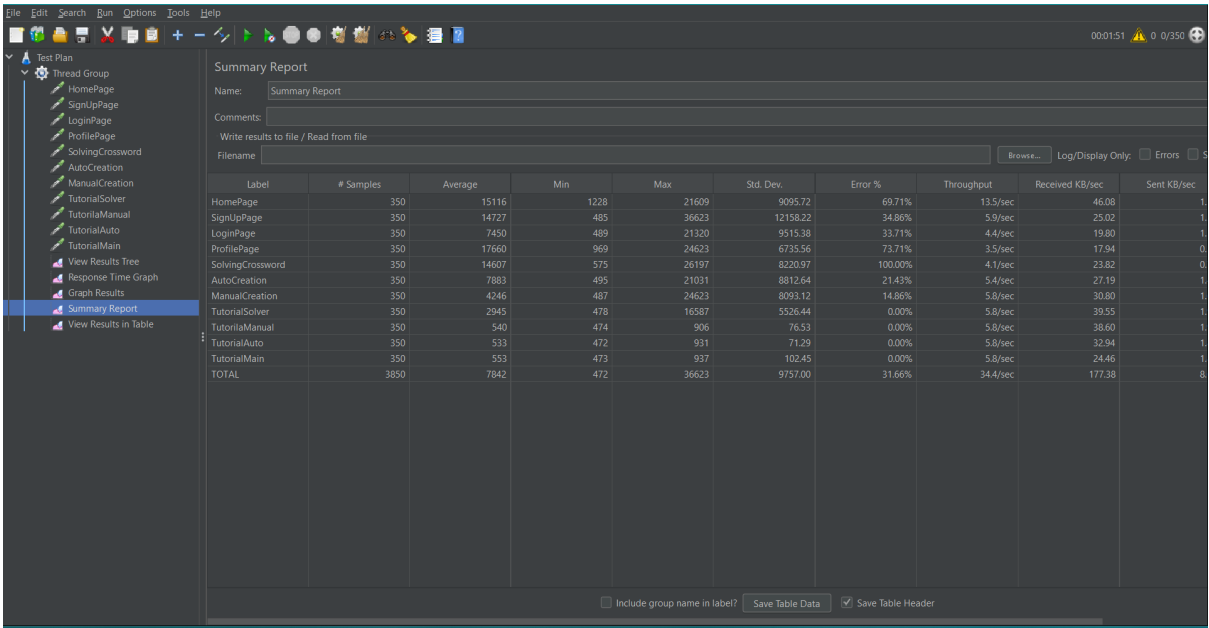 File Edit Search Run Options Tools Help
00:01:51 0 0/350
Test Plan
Thread Group
HomePage
SignUpPage
LoginPage
ProfilePage
SolvingCrossword
AutoCreation
ManualCreation
TutorialSolver
TutorilaManual
TutorialAuto
TutorialMain
View Results Tree
Response Time Graph
Graph Results
Summary Report
View Results in Table
Summary Report
Name: Summary Report
Comments:
Write results to file / Read from file
Filename Browse... Log/Display Only: Errors S
Label # Samples Average Min Max Std. Dev. Error % Throughput Received KB/sec Sent KB/sec
HomePage 350 15116 1228 21609 9095.72 69.71% 13.5/sec 46.08 1.
SignUpPage 350 14727 485 36623 12158.22 34.86% 5.9/sec 25.02 1.
LoginPage 350 7450 489 21320 9515.38 33.71% 4.4/sec 19.80 1.
ProfilePage 350 17660 969 24623 6735.56 73.71% 3.5/sec 17.94 0.
SolvingCrossword 350 14607 575 26197 8220.97 100.00% 4.1/sec 23.82 0.
AutoCreation 350 7883 495 21031 8812.64 21.43% 5.4/sec 27.19 1.
ManualCreation 350 4246 487 24623 8093.12 14.86% 5.8/sec 30.80 1.
TutorialSolver 350 2945 478 16587 5526.44 0.00% 5.8/sec 39.55 1.
TutorilaManual 350 540 474 906 76.53 0.00% 5.8/sec 38.60 1.
TutorialAuto 350 533 472 931 71.29 0.00% 5.8/sec 32.94 1.
TutorialMain 350 553 473 937 102.45 0.00% 5.8/sec 24.46 1.
TOTAL 3850 7842 472 36623 9757.00 31.66% 34.4/sec 177.38 8.
Include group name in label? Save Table Data Save Table Header